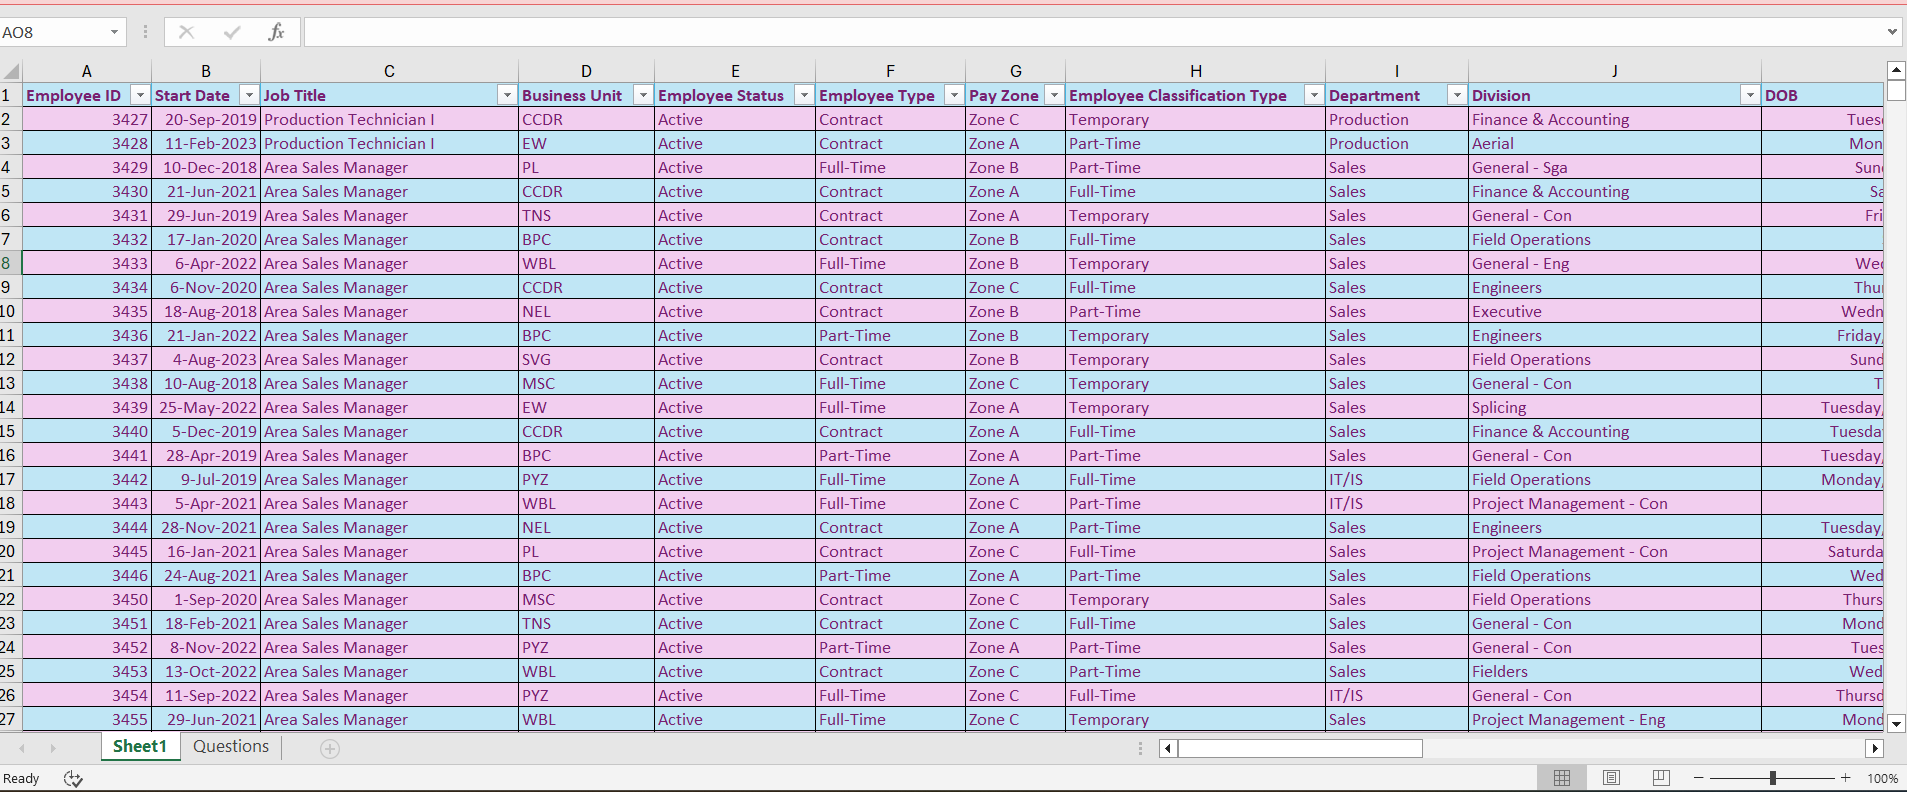 AO8 fx
A B C D E F G H I J
1 Employee ID Start Date Job Title Business Unit Employee Status Employee Type Pay Zone Employee Classification Type Department Division DOB
2 3427 20-Sep-2019 Production Technician I CCDR Active Contract Zone C Temporary Production Finance & Accounting Tues
3 3428 11-Feb-2023 Production Technician I EW Active Contract Zone A Part-Time Production Aerial Mon
4 3429 10-Dec-2018 Area Sales Manager PL Active Full-Time Zone B Part-Time Sales General - Sga Sun
5 3430 21-Jun-2021 Area Sales Manager CCDR Active Contract Zone A Full-Time Sales Finance & Accounting Sa
6 3431 29-Jun-2019 Area Sales Manager TNS Active Contract Zone A Temporary Sales General - Con Fri
7 3432 17-Jan-2020 Area Sales Manager BPC Active Contract Zone B Full-Time Sales Field Operations
8 3433 6-Apr-2022 Area Sales Manager WBL Active Full-Time Zone B Temporary Sales General - Eng Wed
9 3434 6-Nov-2020 Area Sales Manager CCDR Active Contract Zone C Full-Time Sales Engineers Thu
10 3435 18-Aug-2018 Area Sales Manager NEL Active Contract Zone B Part-Time Sales Executive Wedn
11 3436 21-Jan-2022 Area Sales Manager BPC Active Part-Time Zone B Temporary Sales Engineers Friday,
12 3437 4-Aug-2023 Area Sales Manager SVG Active Contract Zone B Temporary Sales Field Operations Sund
13 3438 10-Aug-2018 Area Sales Manager MSC Active Full-Time Zone C Temporary Sales General - Con T
14 3439 25-May-2022 Area Sales Manager EW Active Full-Time Zone A Temporary Sales Splicing Tuesday,
15 3440 5-Dec-2019 Area Sales Manager CCDR Active Contract Zone A Full-Time Sales Finance & Accounting Tuesda
16 3441 28-Apr-2019 Area Sales Manager BPC Active Part-Time Zone A Part-Time Sales General - Con Tuesday,
17 3442 9-Jul-2019 Area Sales Manager PYZ Active Full-Time Zone A Full-Time IT/IS Field Operations Monday,
18 3443 5-Apr-2021 Area Sales Manager WBL Active Full-Time Zone C Part-Time IT/IS Project Management - Con
19 3444 28-Nov-2021 Area Sales Manager NEL Active Contract Zone A Part-Time Sales Engineers Tuesday,
20 3445 16-Jan-2021 Area Sales Manager PL Active Contract Zone C Full-Time Sales Project Management - Con Saturda
21 3446 24-Aug-2021 Area Sales Manager BPC Active Part-Time Zone A Part-Time Sales Field Operations Wed
22 3450 1-Sep-2020 Area Sales Manager MSC Active Contract Zone C Temporary Sales Field Operations Thurs
23 3451 18-Feb-2021 Area Sales Manager TNS Active Contract Zone C Full-Time Sales General - Con Mond
24 3452 8-Nov-2022 Area Sales Manager PYZ Active Part-Time Zone A Part-Time Sales General - Con Tues
25 3453 13-Oct-2022 Area Sales Manager WBL Active Contract Zone C Part-Time Sales Fielders Wed
26 3454 11-Sep-2022 Area Sales Manager PYZ Active Full-Time Zone C Full-Time IT/IS General - Con Thursd
27 3455 29-Jun-2021 Area Sales Manager WBL Active Full-Time Zone C Temporary Sales Project Management - Eng Mond
Sheet1 Questions
Ready 100%